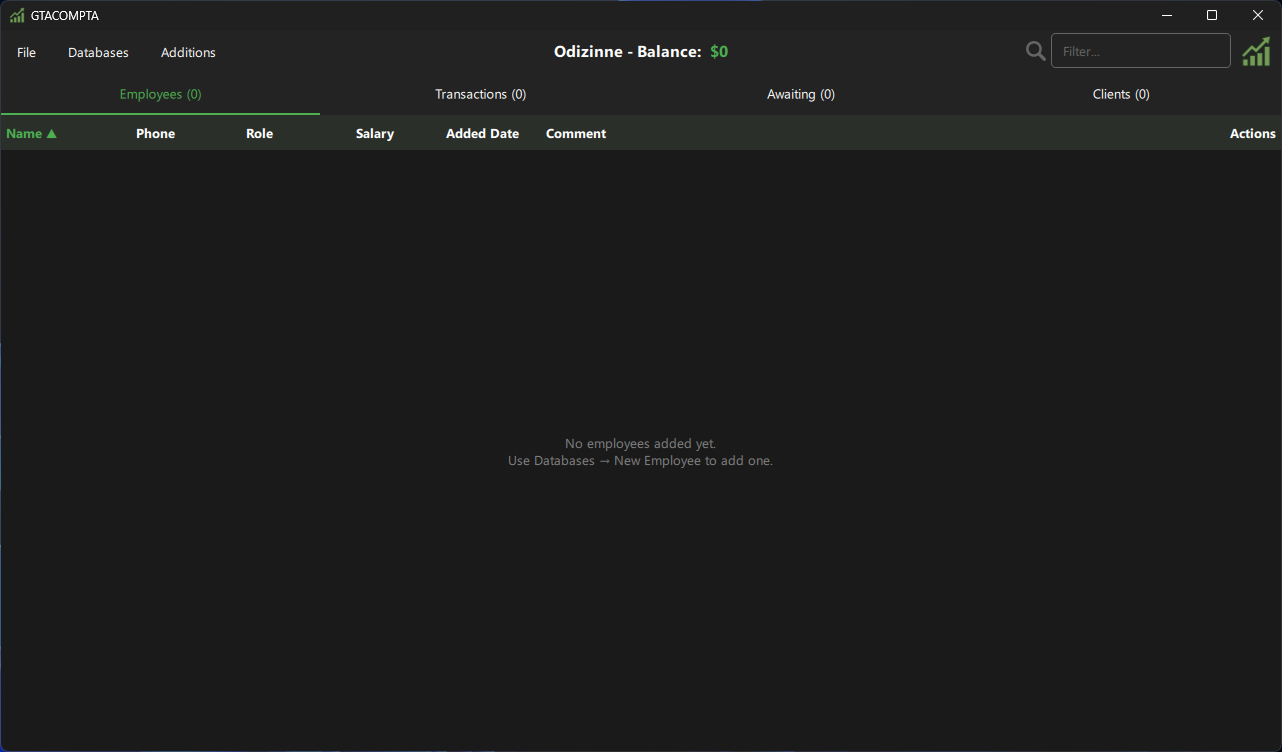 GTACOMPTA
File Databases Additions Odizinne - Balance: $0 Filter...
Employees (0) Transactions (0) Awaiting (0) Clients (0)
Name ▲ Phone Role Salary Added Date Comment Actions
No employees added yet.
Use Databases → New Employee to add one.